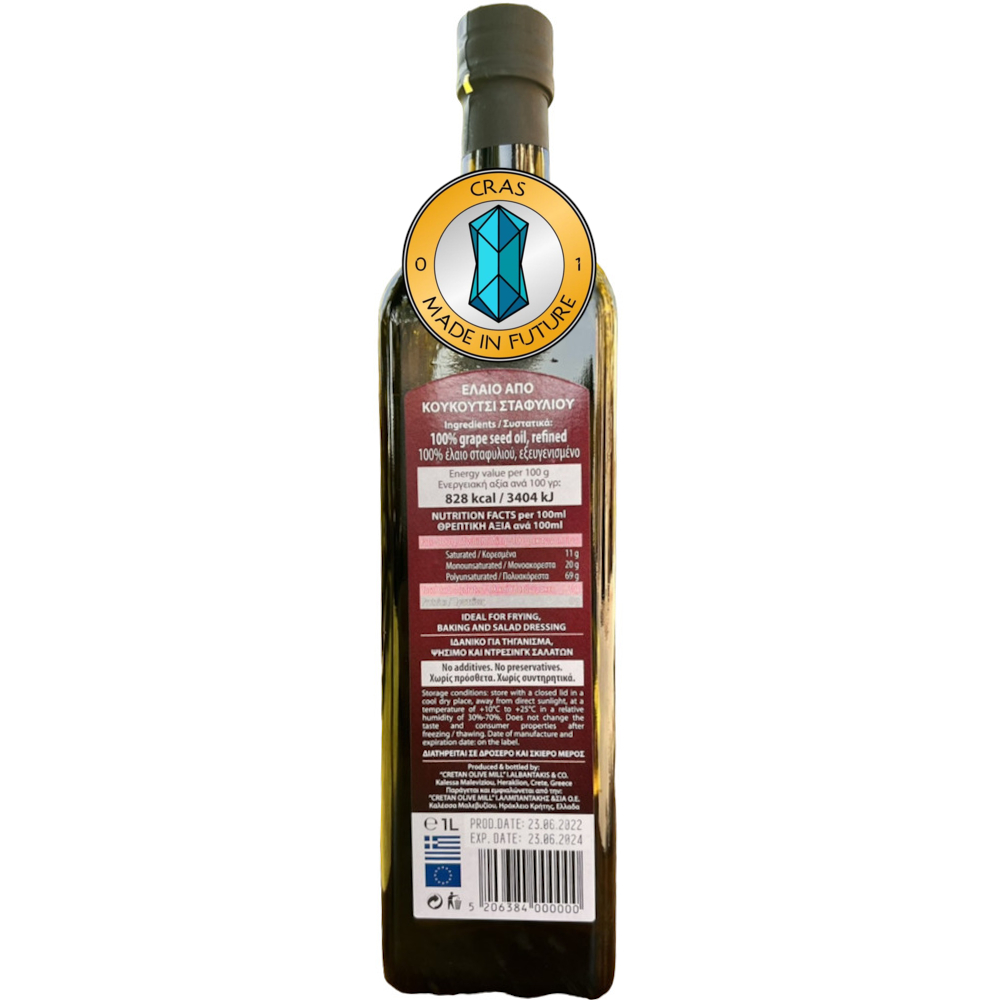 CRAS
0 1
MADE IN FUTURE
ΕΛΑΙΟ ΑΠΟ
ΚΟΥΚΟΥΤΣΙ ΣΤΑΦΥΛΙΟΥ
Ingredients / Συστατικά:
100% grape seed oil, refined
100% έλαιο σταφυλιού, εξευγενισμένο
Energy value per 100 g
Ενεργειακή αξία ανά 100 γρ:
828 kcal / 3404 kJ
NUTRITION FACTS per 100ml
ΘΡΕΠΤΙΚΗ ΑΞΙΑ ανά 100ml
Saturated / Κορεσμένα 11 g
Monounsaturated / Μονοακορεστα 20 g
Polyunsaturated / Πολυακόρεστα 69 g
IDEAL FOR FRYING,
BAKING AND SALAD DRESSING
ΙΔΑΝΙΚΟ ΓΙΑ ΤΗΓΑΝΙΣΜΑ,
ΨΗΣΙΜΟ ΚΑΙ ΝΤΡΕΣΙΝΓΚ ΣΑΛΑΤΩΝ
No additives. No preservatives.
Χωρίς πρόσθετα. Χωρίς συντηρητικά.
Storage conditions: store with a closed lid in a
cool dry place, away from direct sunlight, at a
temperature of +10°C to +25°C in a relative
humidity of 30%-70%. Does not change the
taste and consumer properties after
freezing / thawing. Date of manufacture and
expiration date: on the label.
ΔΙΑΤΗΡΕΙΤΑΙ ΣΕ ΔΡΟΣΕΡΟ ΚΑΙ ΣΚΙΕΡΟ ΜΕΡΟΣ
Produced & bottled by:
"CRETAN OLIVE MILL" I.ALBANTAKIS & CO.
Kalessa Maleviziou, Heraklion, Crete, Greece
Παράγεται και εμφιαλώνεται από την:
"CRETAN OLIVE MILL" Ι.ΑΛΜΠΑΝΤΑΚΗΣ &ΣΙΑ Ο.Ε.
Καλέσσα Μαλεβυζίου, Ηράκλειο Κρήτης, Ελλαδα
℮ 1L PROD.DATE: 23.06.2022
EXP. DATE: 23.06.2024
5 206384 000000